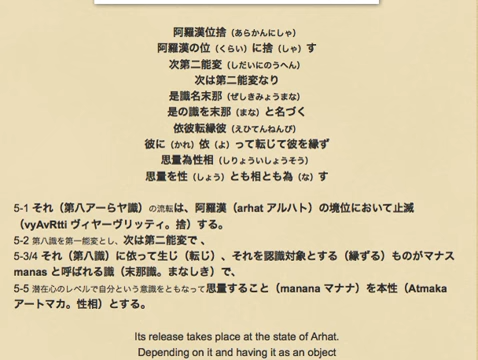 阿羅漢位捨（あらかんにしゃ）
阿羅漢の位（くらい）に捨（しゃ）す
次第二能変（しだいにのうへん）
次は第二能変なり
是識名末那（ぜしきみょうまな）
是の識を末那（まな）と名づく
依彼転縁彼（えひてんねんぴ）
彼に（かれ）依（よ）って転じて彼を縁ず
思量為性相（しりょういしょうそう）
思量を性（しょう）とも相とも為（な）す
5-1 それ（第八アーラヤ識）の流転は、阿羅漢（arhat アルハト）の境位において止滅
（vyAvRtti ヴィヤーヴリッティ。捨）する。
5-2 第八識を第一能変とし、次第二能変で 、
5-3/4 それ（第八識）に依って生じ（転じ）、それを認識対象とする（縁ずる）ものがマナス
manas と呼ばれる識（末那識。まなしき）で、
5-5 潜在心のレベルで自分という意識をともなって思量すること（manana マナナ）を本性（Atmaka
アートマカ。性相）とする。
Its release takes place at the state of Arhat.
Depending on it and having it as an object